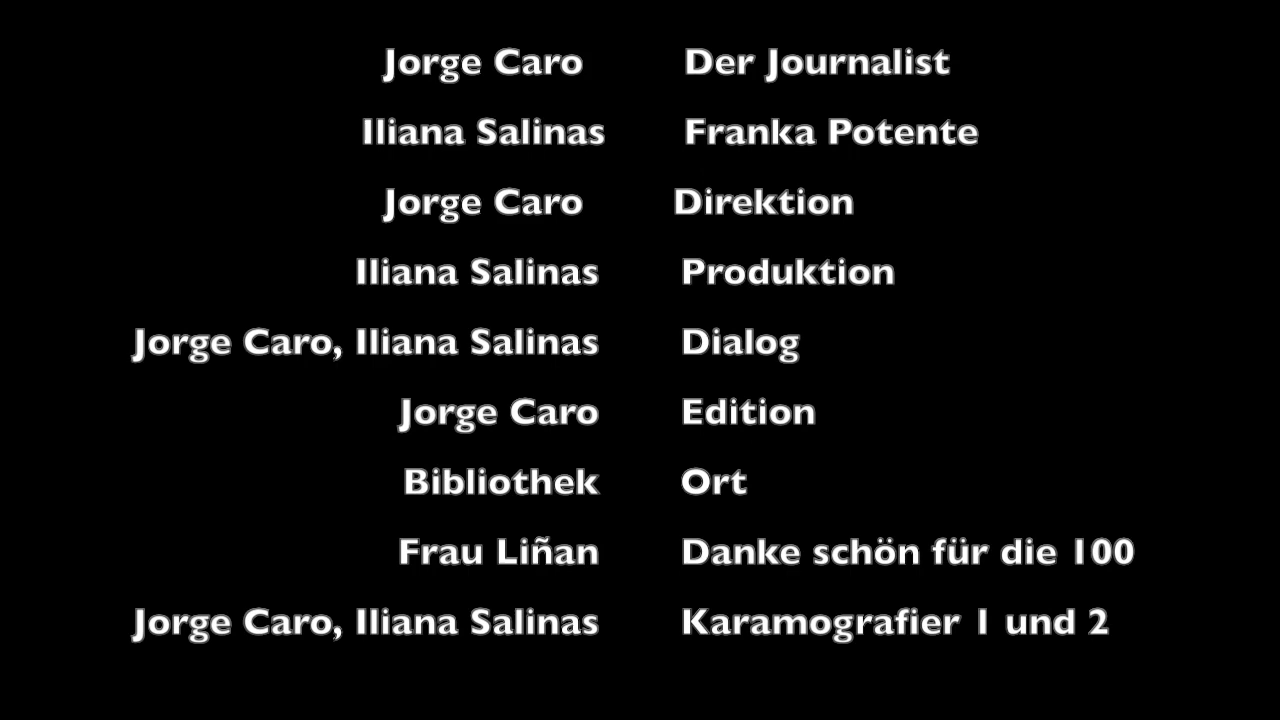 Jorge Caro Der Journalist
Iliana Salinas Franka Potente
Jorge Caro Direktion
Iliana Salinas Produktion
Jorge Caro, Iliana Salinas Dialog
Jorge Caro Edition
Bibliothek Ort
Frau Liñan Danke schön für die 100
Jorge Caro, Iliana Salinas Karamografier 1 und 2